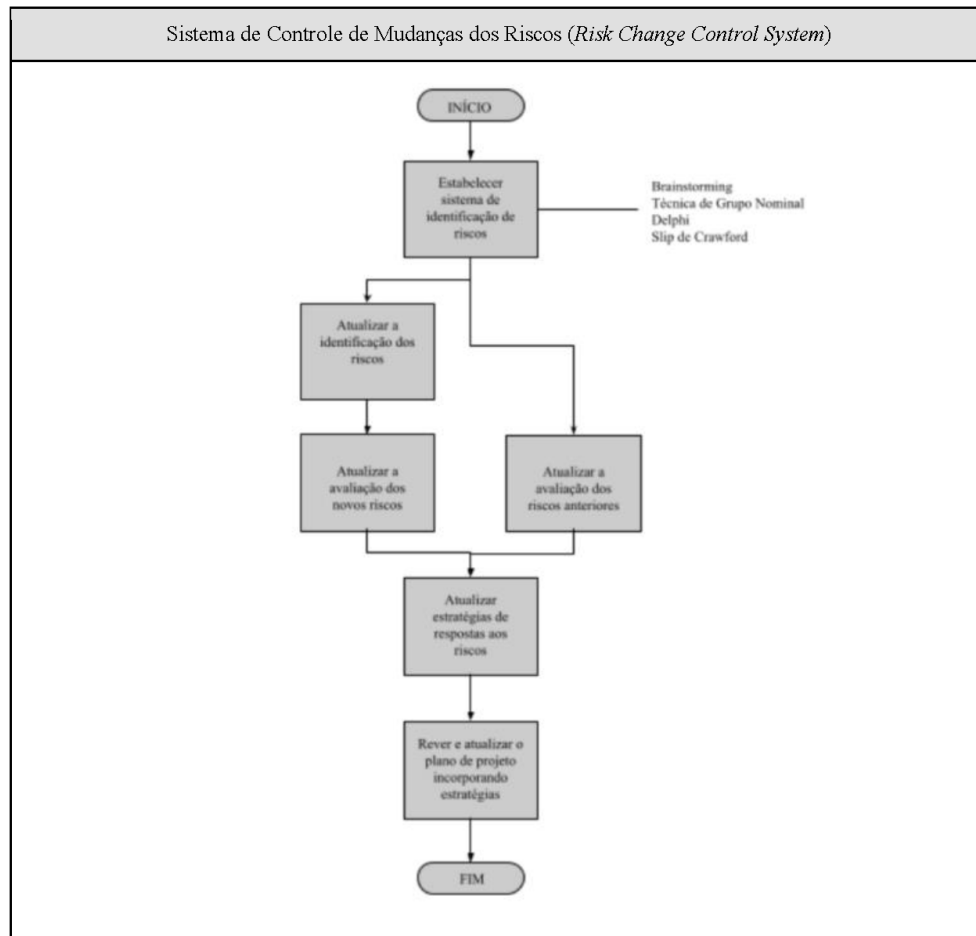 Sistema de Controle de Mudanças dos Riscos (Risk Change Control System)
INÍCIO
Estabelecer
sistema de
identificação de
riscos
Brainstorming
Técnica de Grupo Nominal
Delphi
Slip de Crawford
Atualizar a
identificação dos
riscos
Atualizar a
avaliação dos
novos riscos
Atualizar a
avaliação dos
riscos anteriores
Atualizar
estratégias de
respostas aos
riscos
Rever e atualizar o
plano de projeto
incorporando
estratégias
FIM